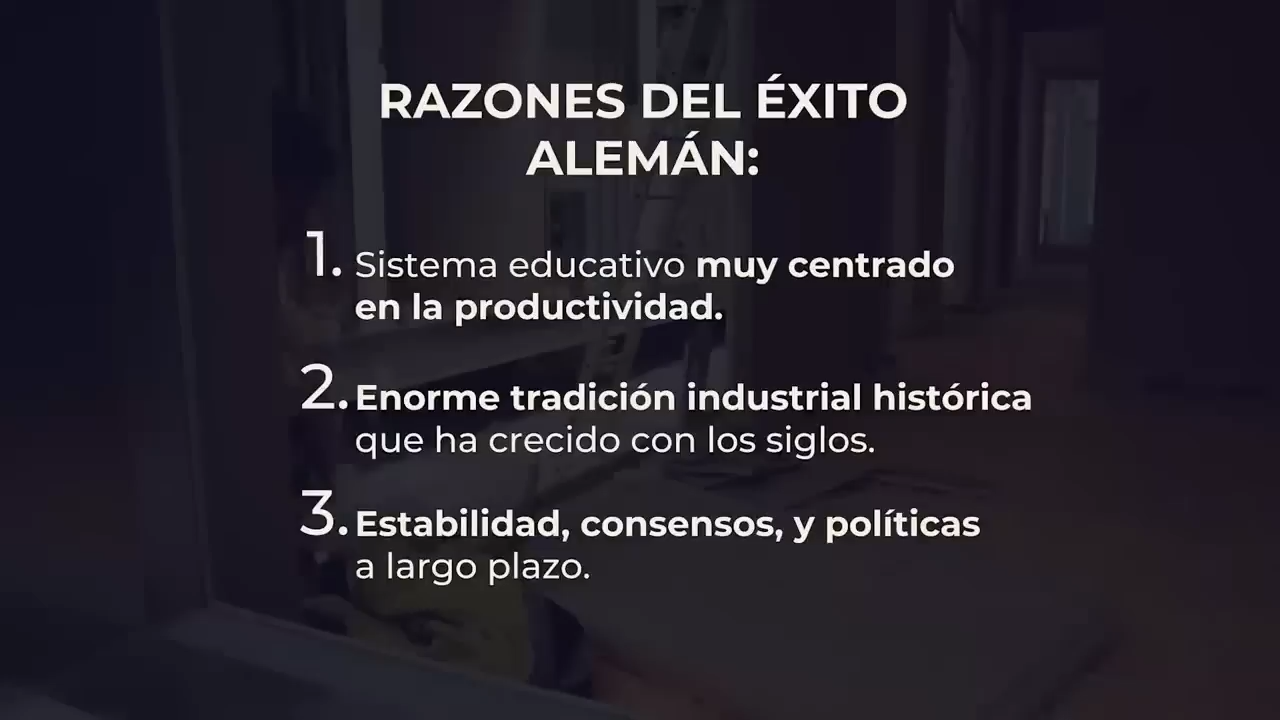 RAZONES DEL ÉXITO
ALEMÁN:
1. Sistema educativo muy centrado
en la productividad.
2. Enorme tradición industrial histórica
que ha crecido con los siglos.
3. Estabilidad, consensos, y políticas
a largo plazo.